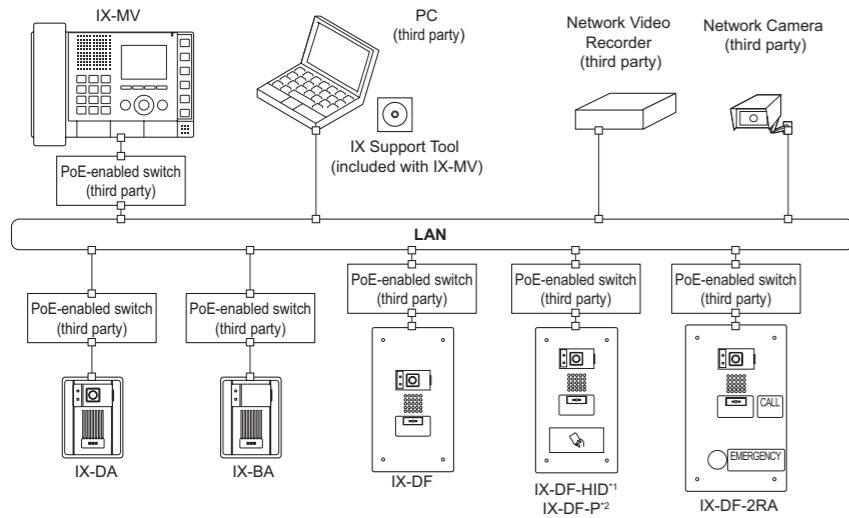 IX-MV
PC
(third party)
Network Video
Recorder
(third party)
Network Camera
(third party)
IX Support Tool
(included with IX-MV)
PoE-enabled switch
(third party)
LAN
PoE-enabled switch
(third party)
PoE-enabled switch
(third party)
PoE-enabled switch
(third party)
PoE-enabled switch
(third party)
PoE-enabled switch
(third party)
CALL
EMERGENCY
IX-DA
IX-BA
IX-DF
IX-DF-HID*1
IX-DF-P*2
IX-DF-2RA